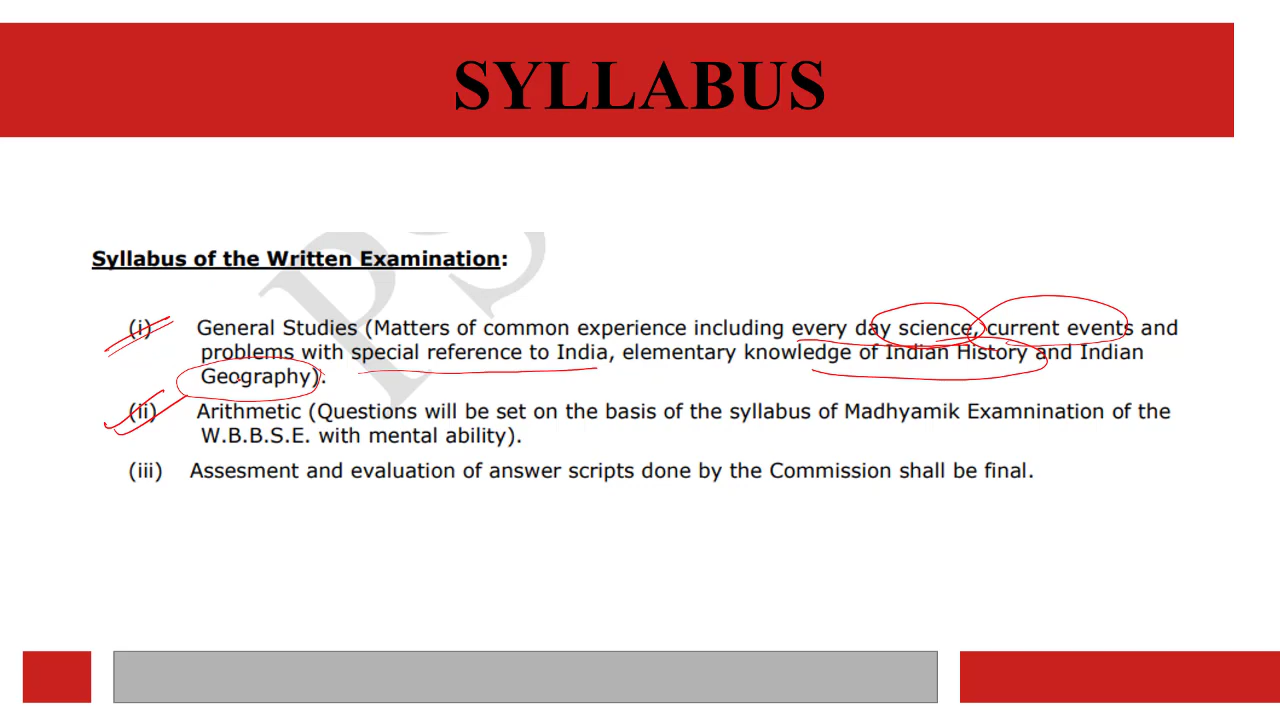 SYLLABUS
PS
Syllabus of the Written Examination:
(i) General Studies (Matters of common experience including every day science, current events and
problems with special reference to India, elementary knowledge of Indian History and Indian
Geography).
(ii) Arithmetic (Questions will be set on the basis of the syllabus of Madhyamik Examnination of the
W.B.B.S.E. with mental ability).
(iii) Assesment and evaluation of answer scripts done by the Commission shall be final.